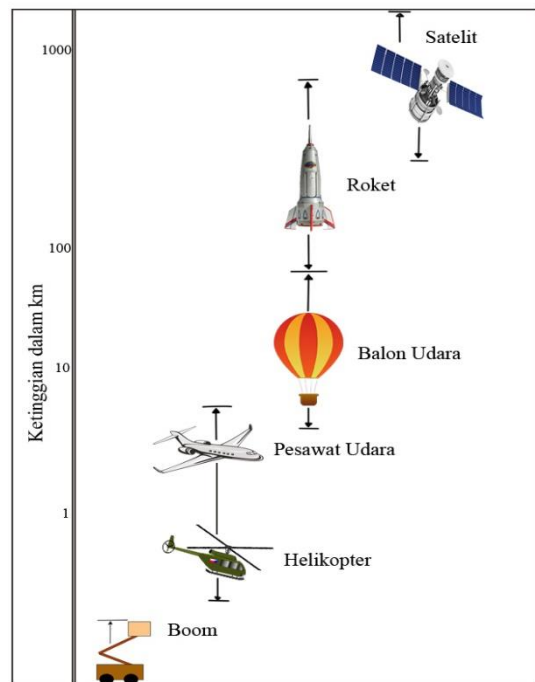 Ketinggian dalam km
1000
100
10
1
Satelit
Roket
Balon Udara
Pesawat Udara
Helikopter
Boom